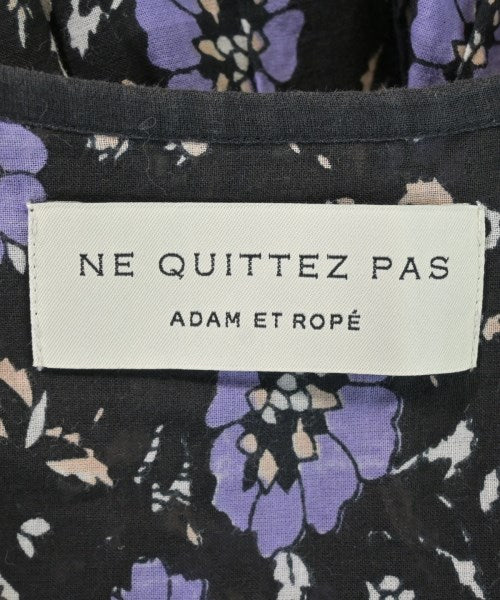 NE QUITTEZ PAS
ADAM ET ROPÉ